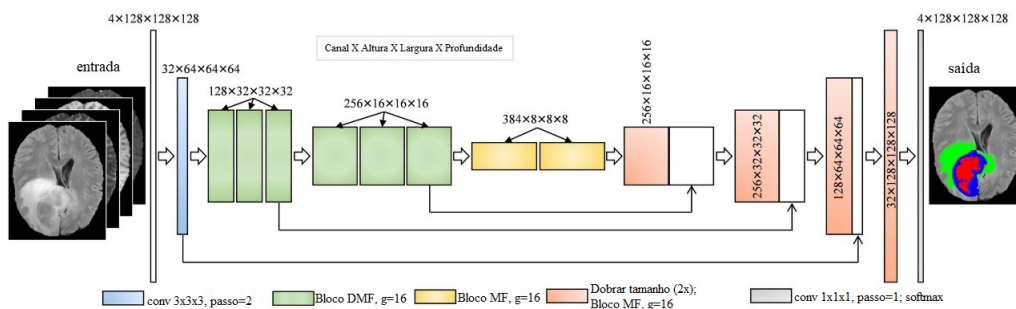 4×128×128×128
4×128×128×128
Canal X Altura X Largura X Profundidade
entrada
32×64×64×64
saída
128×32×32×32
256×16×16×16
384×8×8×8
256×16×16×16
256×32×32×32
128×64×64×64
32×128×128×128
conv 3x3x3, passo=2
Bloco DMF, g=16
Bloco MF, g=16
Dobrar tamanho (2x);
Bloco MF, g=16
conv 1x1x1, passo=1; softmax